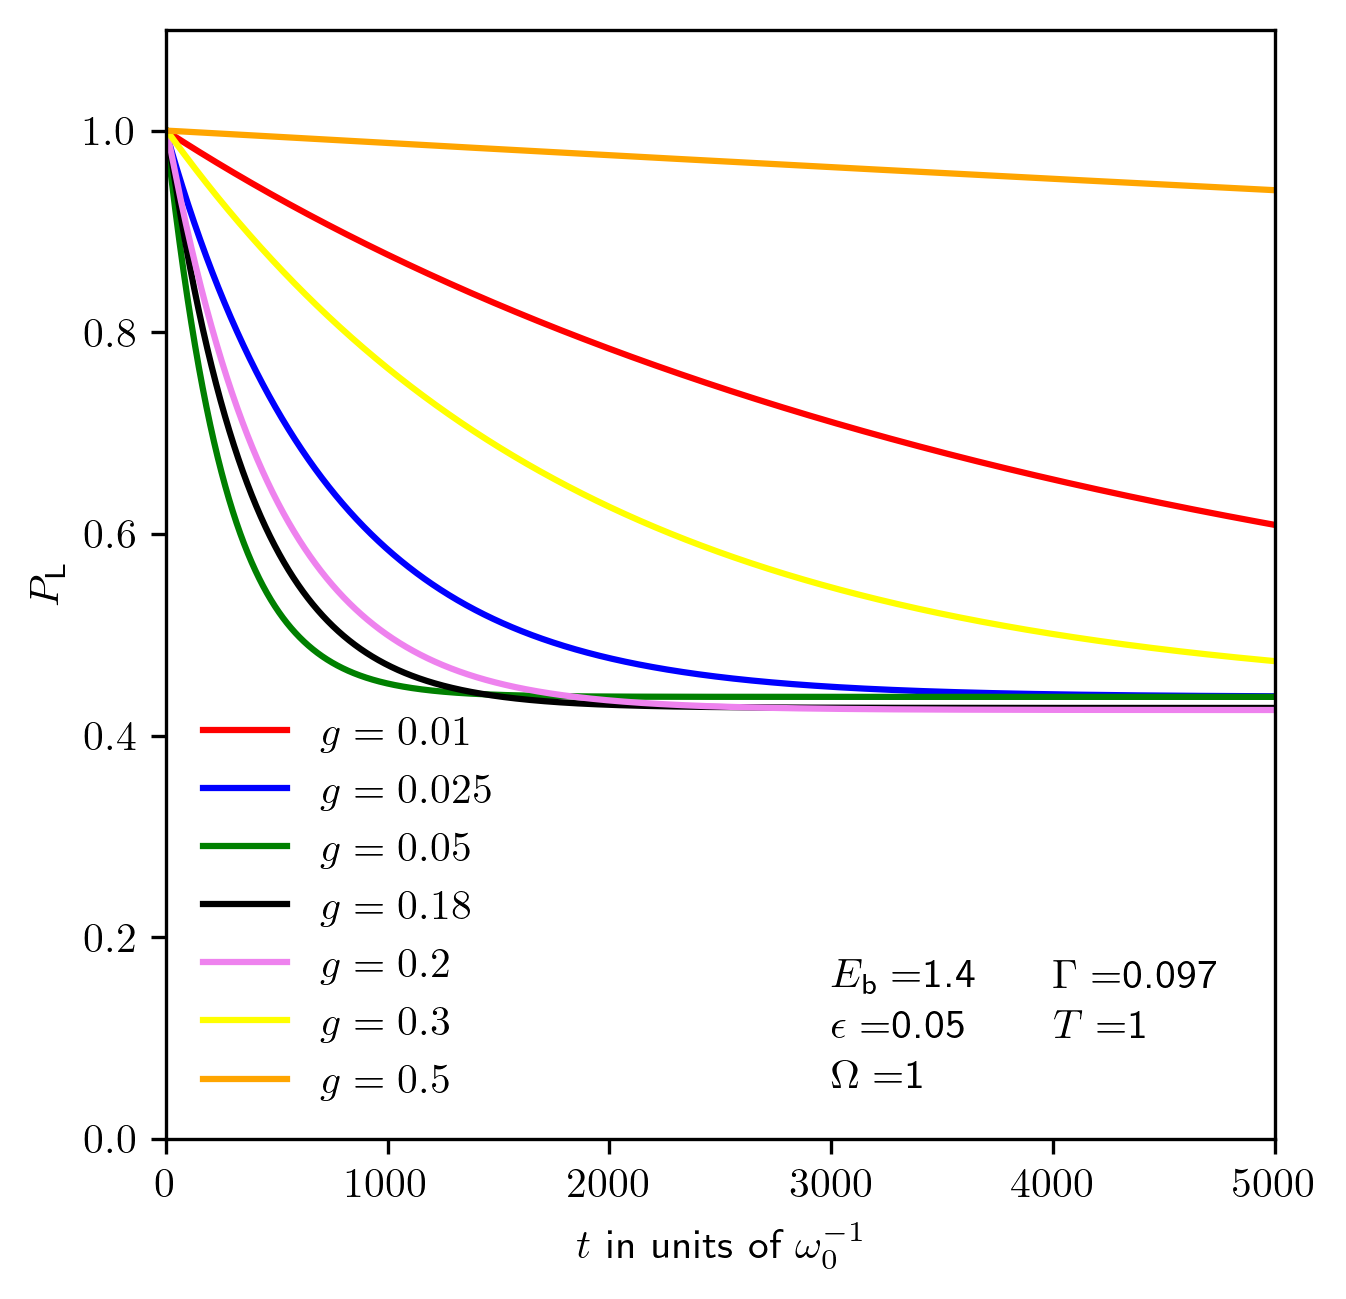 1.0
0.8
0.6
0.4
0.2
0.0
P_L
g = 0.01
g = 0.025
g = 0.05
g = 0.18
g = 0.2
g = 0.3
g = 0.5
E_b =1.4 Γ =0.097
ϵ =0.05 T =1
Ω =1
0 1000 2000 3000 4000 5000
t in units of ω_0^{-1}